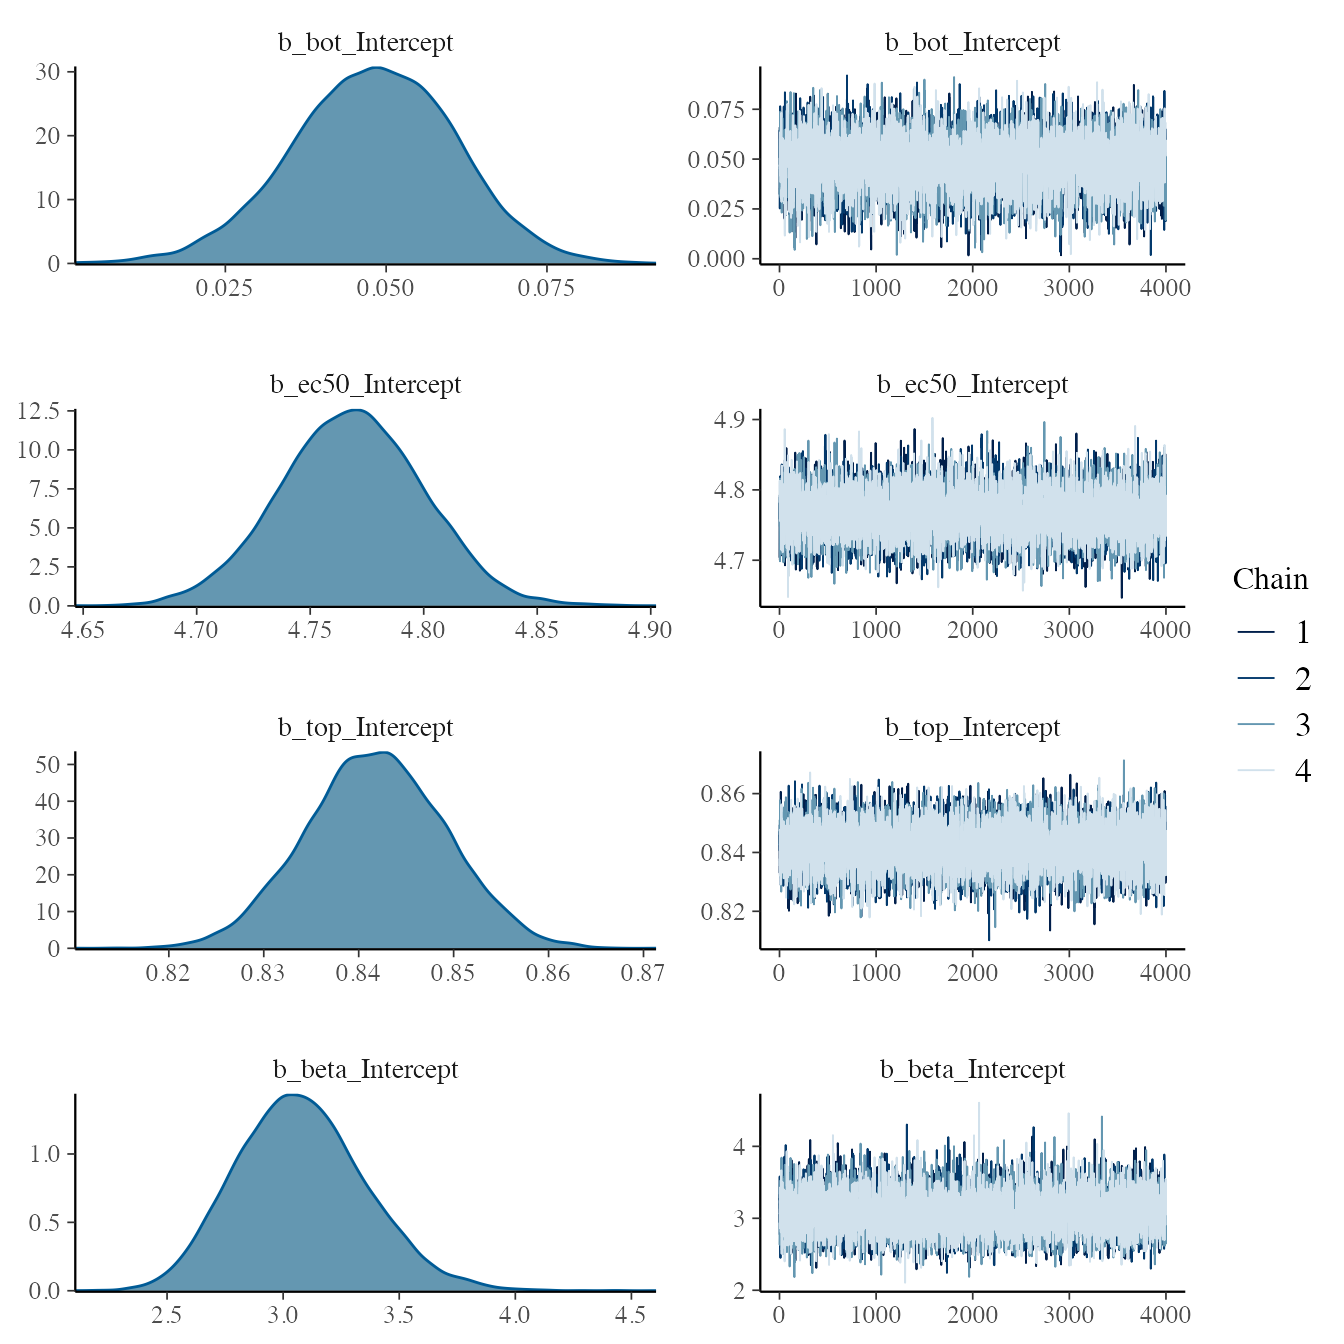 b_bot_Intercept
b_bot_Intercept
30
20
10
0
0.025 0.050 0.075
0.075
0.050
0.025
0.000
0 1000 2000 3000 4000
b_ec50_Intercept
b_ec50_Intercept
12.5
10.0
7.5
5.0
2.5
0.0
4.65 4.70 4.75 4.80 4.85 4.90
4.9
4.8
4.7
0 1000 2000 3000 4000
b_top_Intercept
b_top_Intercept
50
40
30
20
10
0
0.82 0.83 0.84 0.85 0.86 0.87
0.86
0.84
0.82
0 1000 2000 3000 4000
b_beta_Intercept
b_beta_Intercept
1.0
0.5
0.0
2.5 3.0 3.5 4.0 4.5
4
3
2
0 1000 2000 3000 4000
Chain
1
2
3
4